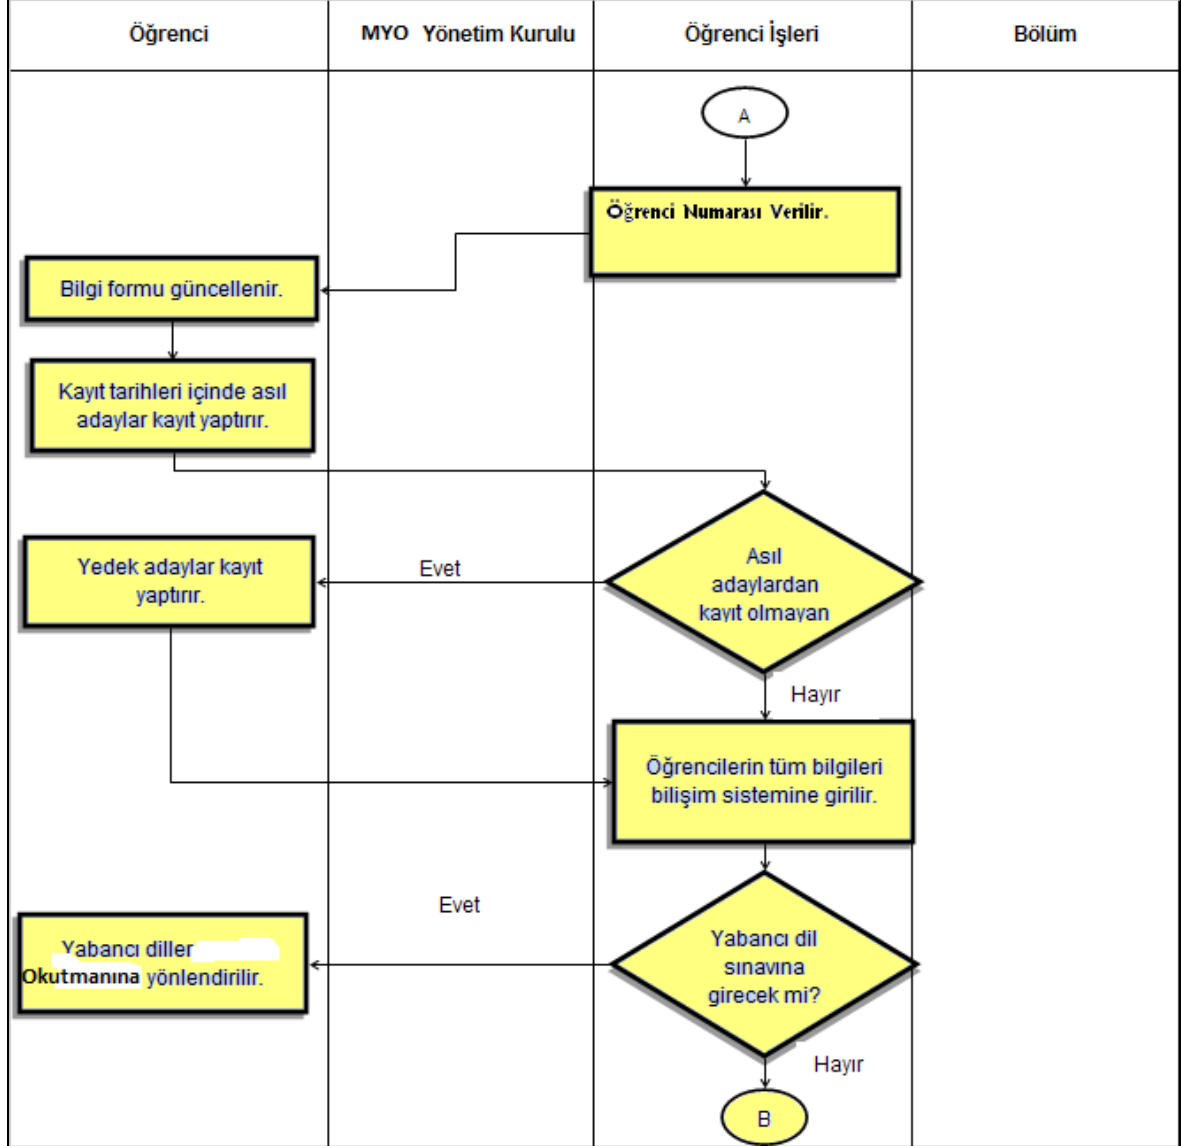 Öğrenci
MYO Yönetim Kurulu
Öğrenci İşleri
Bölüm
A
Öğrenci Numarası Verilir.
Bilgi formu güncellenir.
Kayıt tarihleri içinde asıl
adaylar kayıt yaptırır.
Asıl
adaylardan
kayıt olmayan
Evet
Yedek adaylar kayıt
yaptırır.
Hayır
Öğrencilerin tüm bilgileri
bilişim sistemine girilir.
Yabancı dil
sınavına
girecek mi?
Evet
Yabancı diller
Okutmanına yönlendirilir.
Hayır
B